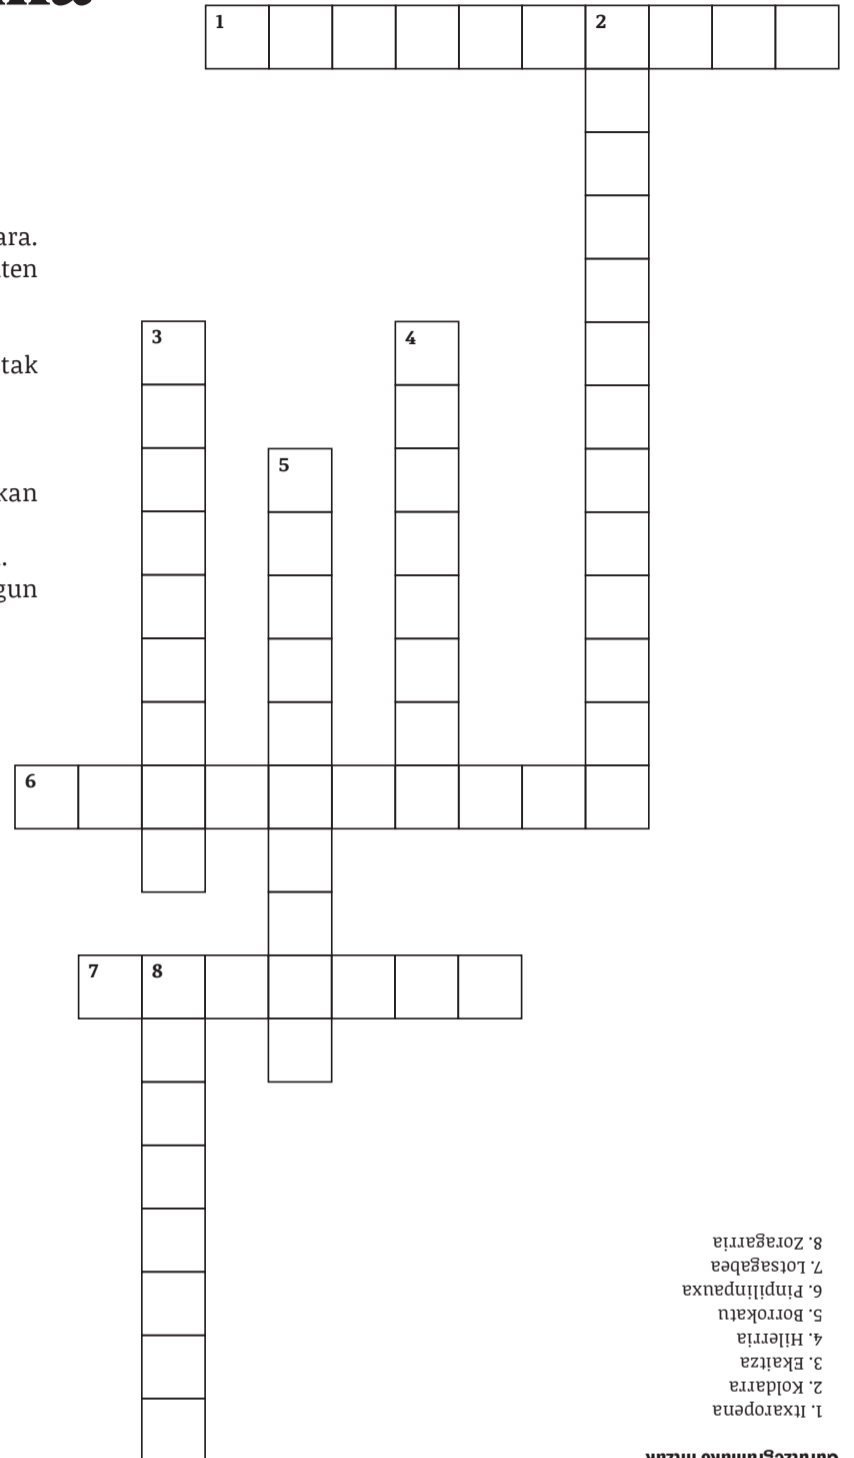 1
2
ara.
ten
3
4
tak
5
kan
.
gun
6
7
8
8. Zoragarria
7. Lotsagabea
6. Pinpilinpauxa
5. Borrokatu
4. Hilerria
3. Ekaitza
2. Koldarra
1. Itxaropena